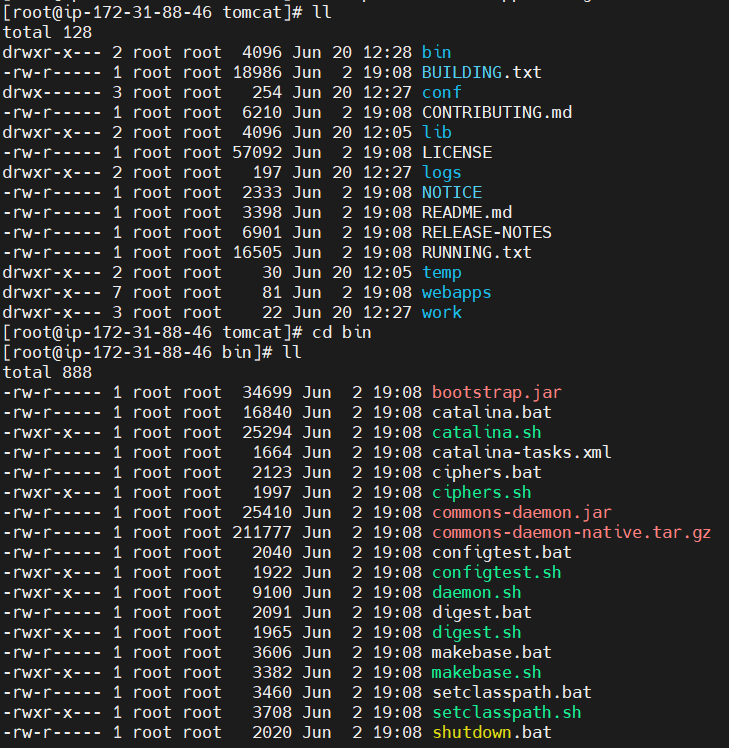 [root@ip-172-31-88-46 tomcat]# ll
total 128
drwxr-x--- 2 root root  4096 Jun 20 12:28 bin
-rw-r----- 1 root root 18986 Jun  2 19:08 BUILDING.txt
drwx------ 3 root root   254 Jun 20 12:27 conf
-rw-r----- 1 root root  6210 Jun  2 19:08 CONTRIBUTING.md
drwxr-x--- 2 root root  4096 Jun 20 12:05 lib
-rw-r----- 1 root root 57092 Jun  2 19:08 LICENSE
drwxr-x--- 2 root root   197 Jun 20 12:27 logs
-rw-r----- 1 root root  2333 Jun  2 19:08 NOTICE
-rw-r----- 1 root root  3398 Jun  2 19:08 README.md
-rw-r----- 1 root root  6901 Jun  2 19:08 RELEASE-NOTES
-rw-r----- 1 root root 16505 Jun  2 19:08 RUNNING.txt
drwxr-x--- 2 root root    30 Jun 20 12:05 temp
drwxr-x--- 7 root root    81 Jun  2 19:08 webapps
drwxr-x--- 3 root root    22 Jun 20 12:27 work
[root@ip-172-31-88-46 tomcat]# cd bin
[root@ip-172-31-88-46 bin]# ll
total 888
-rw-r----- 1 root root  34699 Jun  2 19:08 bootstrap.jar
-rw-r----- 1 root root  16840 Jun  2 19:08 catalina.bat
-rwxr-x--- 1 root root  25294 Jun  2 19:08 catalina.sh
-rw-r----- 1 root root   1664 Jun  2 19:08 catalina-tasks.xml
-rw-r----- 1 root root   2123 Jun  2 19:08 ciphers.bat
-rwxr-x--- 1 root root   1997 Jun  2 19:08 ciphers.sh
-rw-r----- 1 root root  25410 Jun  2 19:08 commons-daemon.jar
-rw-r----- 1 root root 211777 Jun  2 19:08 commons-daemon-native.tar.gz
-rw-r----- 1 root root   2040 Jun  2 19:08 configtest.bat
-rwxr-x--- 1 root root   1922 Jun  2 19:08 configtest.sh
-rwxr-x--- 1 root root   9100 Jun  2 19:08 daemon.sh
-rw-r----- 1 root root   2091 Jun  2 19:08 digest.bat
-rwxr-x--- 1 root root   1965 Jun  2 19:08 digest.sh
-rw-r----- 1 root root   3606 Jun  2 19:08 makebase.bat
-rwxr-x--- 1 root root   3382 Jun  2 19:08 makebase.sh
-rw-r----- 1 root root   3460 Jun  2 19:08 setclasspath.bat
-rwxr-x--- 1 root root   3708 Jun  2 19:08 setclasspath.sh
-rw-r----- 1 root root   2020 Jun  2 19:08 shutdown.bat